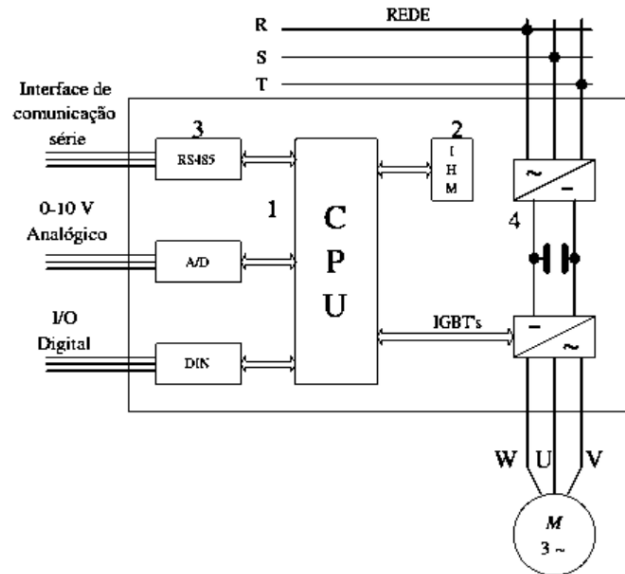 R
REDE
S
T
Interface de
comunicação
série
3
RS485
2
I
H
M
1
C
P
U
~
–
4
0-10 V
Analógico
A/D
I/O
Digital
DIN
IGBT's
–
~
W U V
M
3 ~